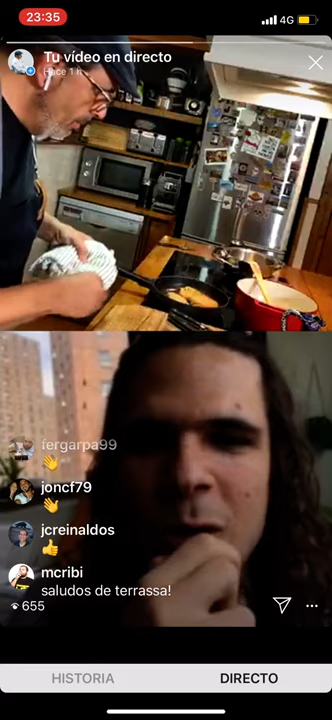 23:35
4G
Tu vídeo en directo
Hace 1 h
fergarpa99
👋
joncf79
👋
jcreinaldos
👍
mcribi
saludos de terrassa!
655
HISTORIA
DIRECTO